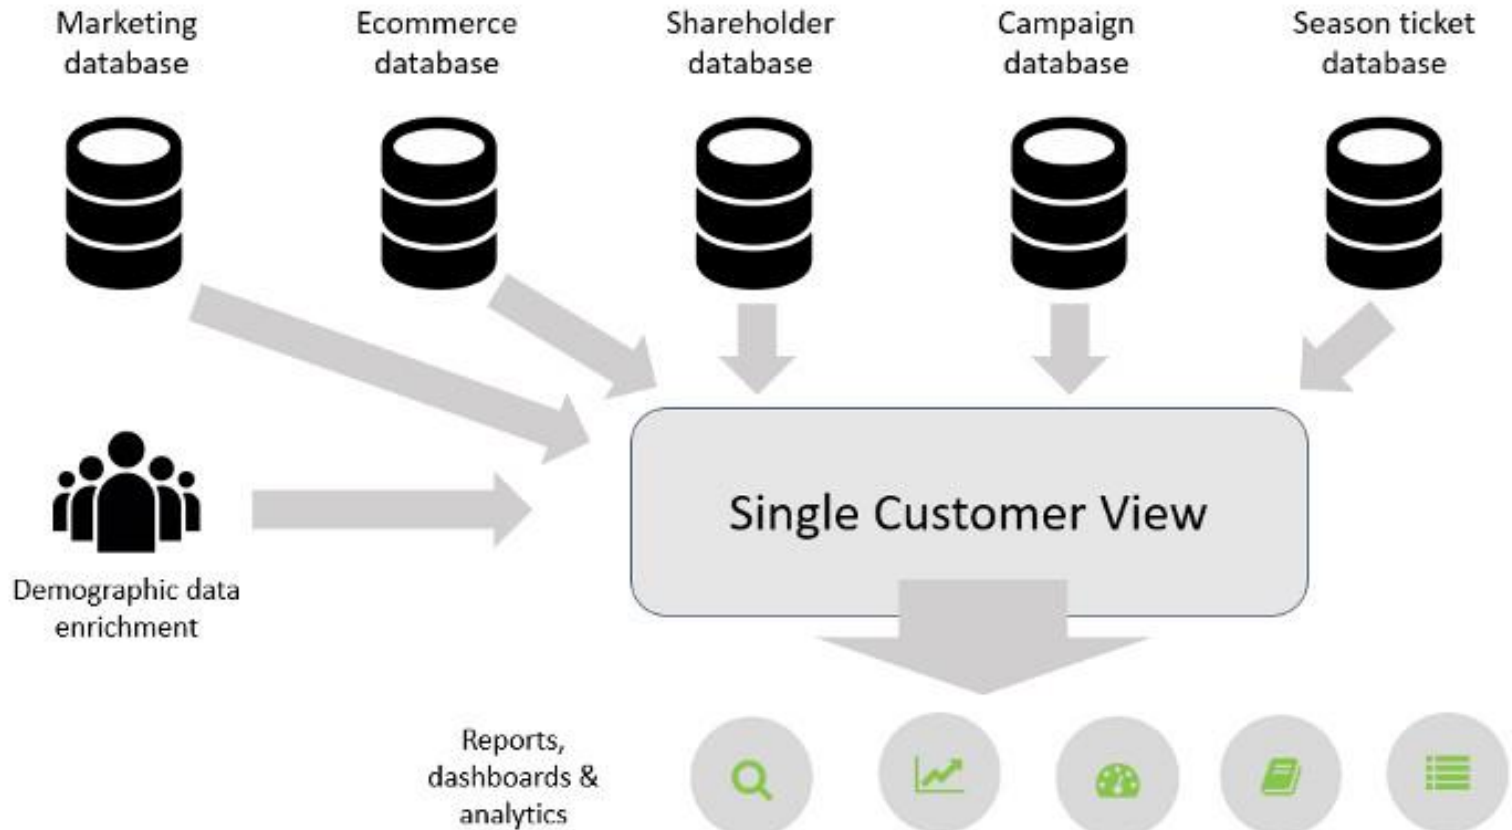 Marketing
database
Ecommerce
database
Shareholder
database
Campaign
database
Season ticket
database
Demographic data
enrichment
Single Customer View
Reports,
dashboards &
analytics